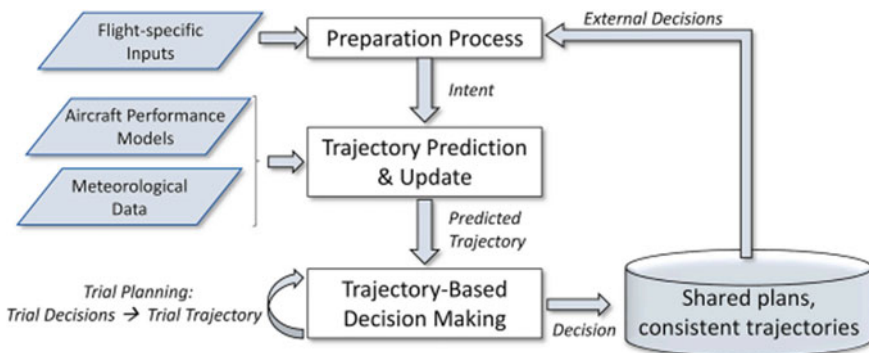 Flight-specific
Inputs
Preparation Process
External Decisions
Intent
Aircraft Performance
Models
Meteorological
Data
Trajectory Prediction
& Update
Predicted
Trajectory
Trial Planning:
Trial Decisions → Trial Trajectory
Trajectory-Based
Decision Making
Decision
Shared plans,
consistent trajectories